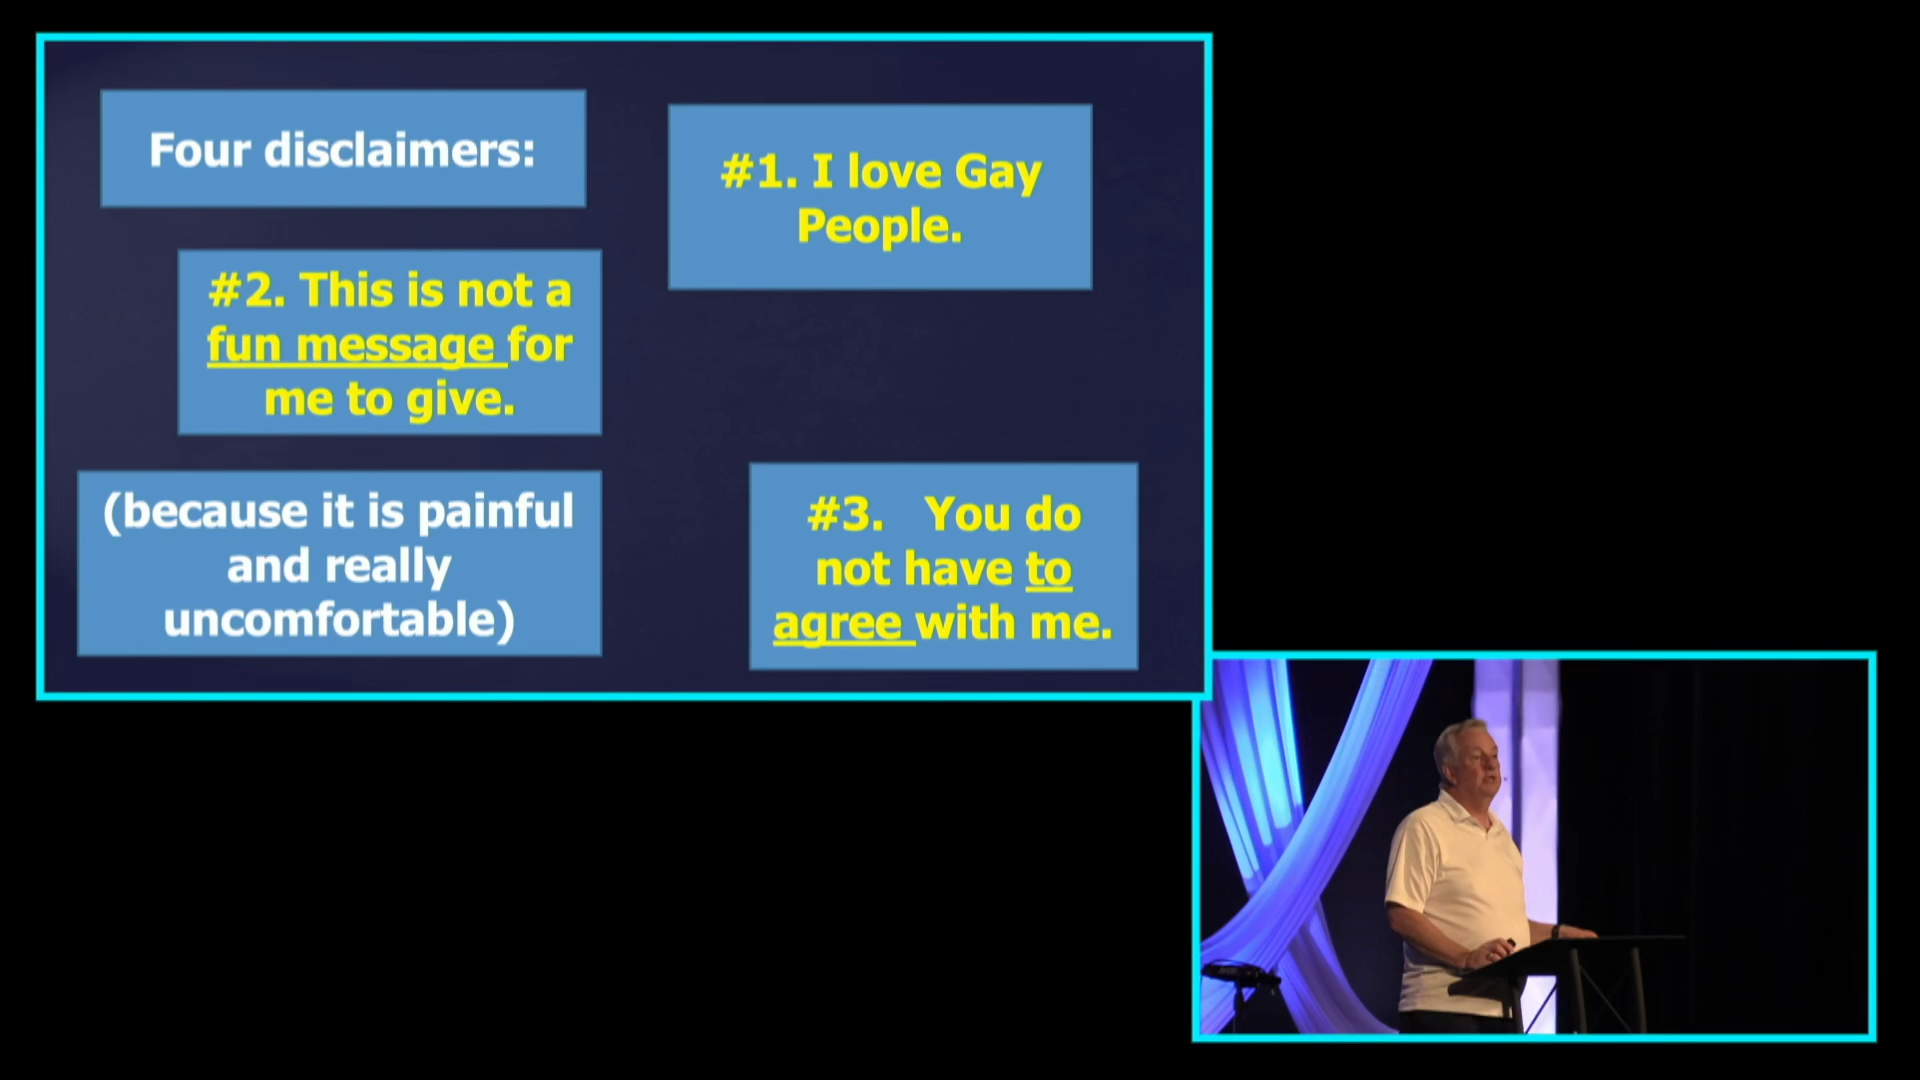 Four disclaimers:
#1. I love Gay
People.
#2. This is not a
fun message for
me to give.
(because it is painful
and really
uncomfortable)
#3. You do
not have to
agree with me.